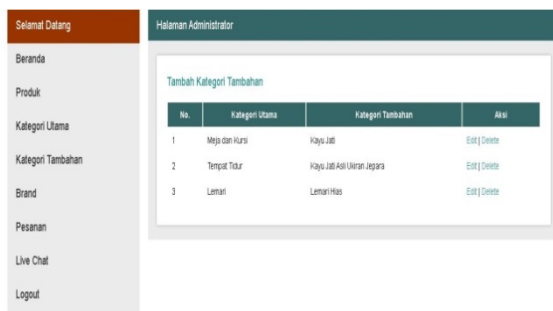 Selamat Datang
Beranda
Produk
Kategori Utama
Kategori Tambahan
Brand
Pesanan
Live Chat
Logout
Halaman Administrator
Tambah Kategori Tambahan
No. Kategori Utama Kategori Tambahan Aksi
1 Meja dan Kursi Kayu Jati Edit | Delete
2 Tempat Tidur Kayu Jati Asli Ukiran Jepara Edit | Delete
3 Lemari Lemari Hias Edit | Delete